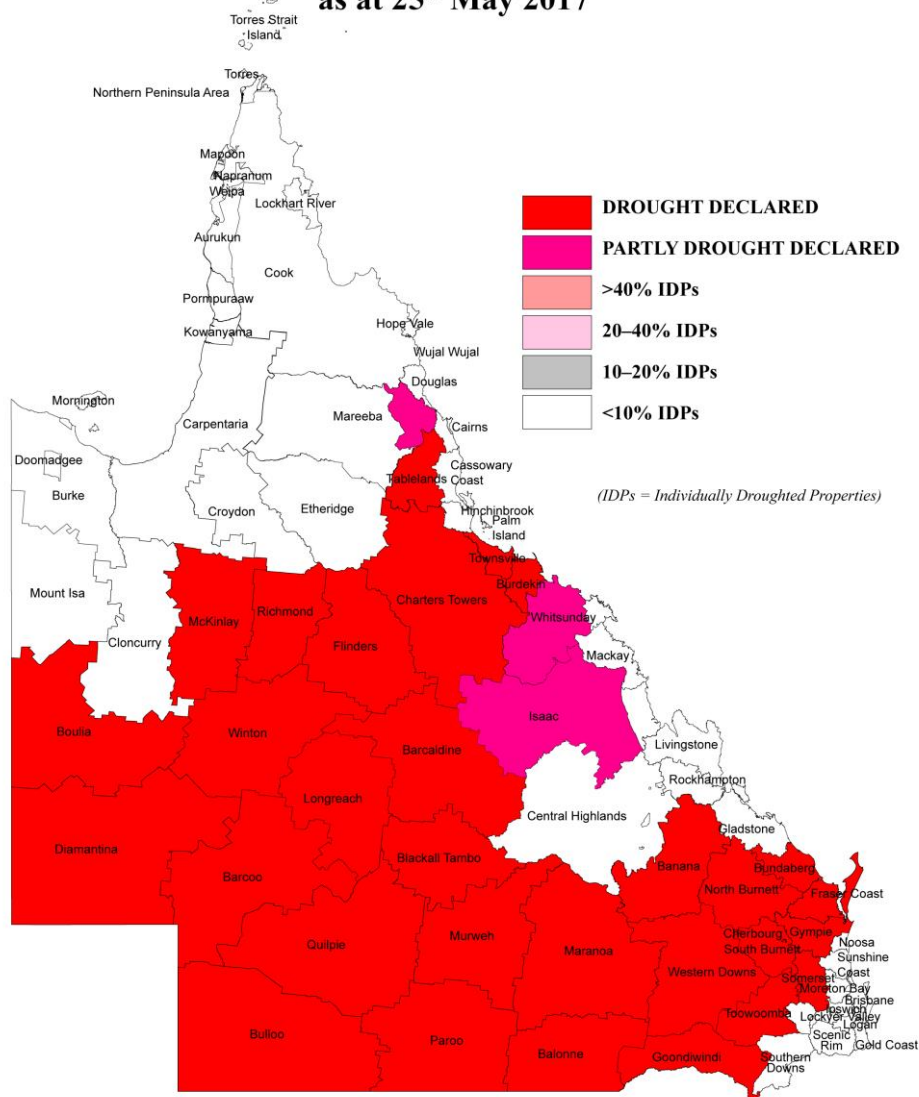 as at 25 May 2017
Torres Strait
Island
Torres
Northern Peninsula Area
Mapoon
Napranum
Weipa
Lockhart River
DROUGHT DECLARED
PARTLY DROUGHT DECLARED
Aurukun
Cook
>40% IDPs
Pormpuraaw
Hope Vale
20–40% IDPs
Kowanyama
Wujal Wujal
10–20% IDPs
Douglas
Mornington
Mareeba
Carpentaria
Cairns
<10% IDPs
Doomadgee
Cassowary
Coast
Tablelands
Burke
Croydon
Etheridge
Hinchinbrook
(IDPs = Individually Droughted Properties)
Palm
Island
Townsville
Burdekin
Mount Isa
Charters Towers
Richmond
McKinlay
Whitsunday
Cloncurry
Flinders
Mackay
Boulia
Winton
Isaac
Barcaldine
Livingstone
Longreach
Rockhampton
Central Highlands
Gladstone
Diamantina
Blackall Tambo
Banana
Bundaberg
Barcoo
North Burnett
Fraser Coast
Quilpie
Murweh
Maranoa
Cherbourg
Gympie
South Burnett
Noosa
Sunshine
Coast
Western Downs
Somerset
Moreton Bay
Brisbane
Ipswich
Toowoomba
Lockyer Valley
Logan
Bulloo
Paroo
Balonne
Goondiwindi
Scenic
Rim
Gold Coast
Southern
Downs